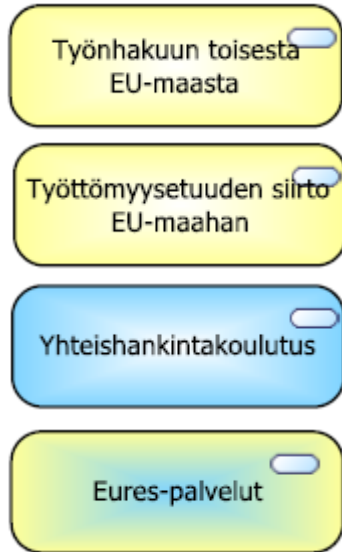 Työnhakuun toisesta
EU-maasta
Työttömyysetuuden siirto
EU-maahan
Yhteishankintakoulutus
Eures-palvelut